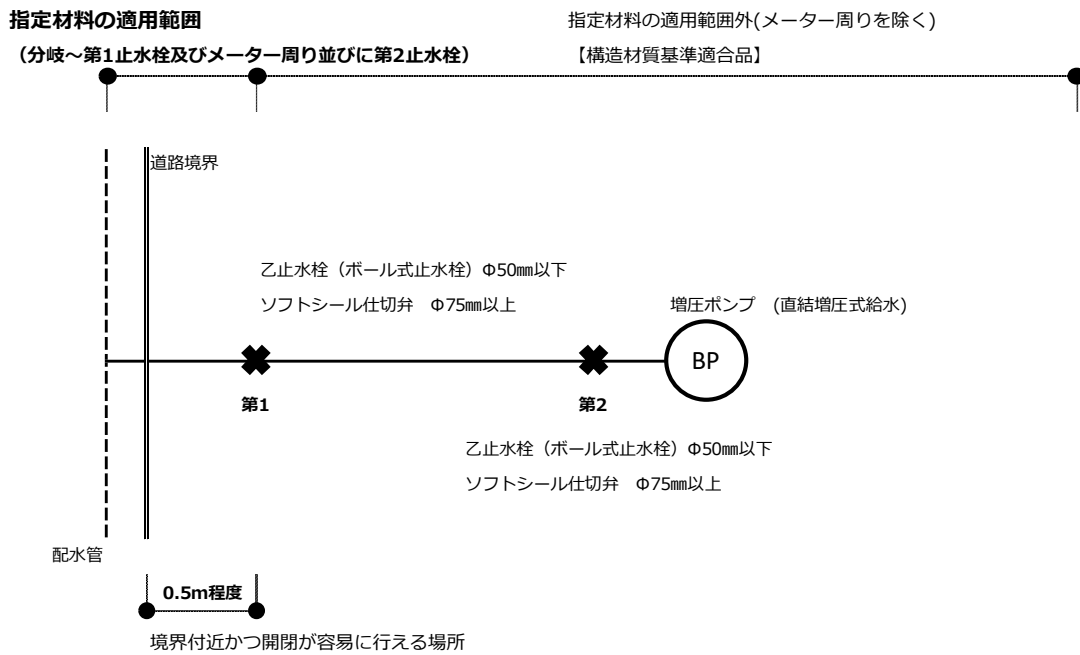 指定材料の適用範囲
(分岐～第1止水栓及びメーター周り並びに第2止水栓)
指定材料の適用範囲外(メーター周りを除く)
【構造材質基準適合品】
道路境界
乙止水栓（ボール式止水栓）Φ50㎜以下
ソフトシール仕切弁　Φ75㎜以上
増圧ポンプ　(直結増圧式給水)
BP
第1
第2
乙止水栓（ボール式止水栓）Φ50㎜以下
ソフトシール仕切弁　Φ75㎜以上
配水管
0.5m程度
境界付近かつ開閉が容易に行える場所